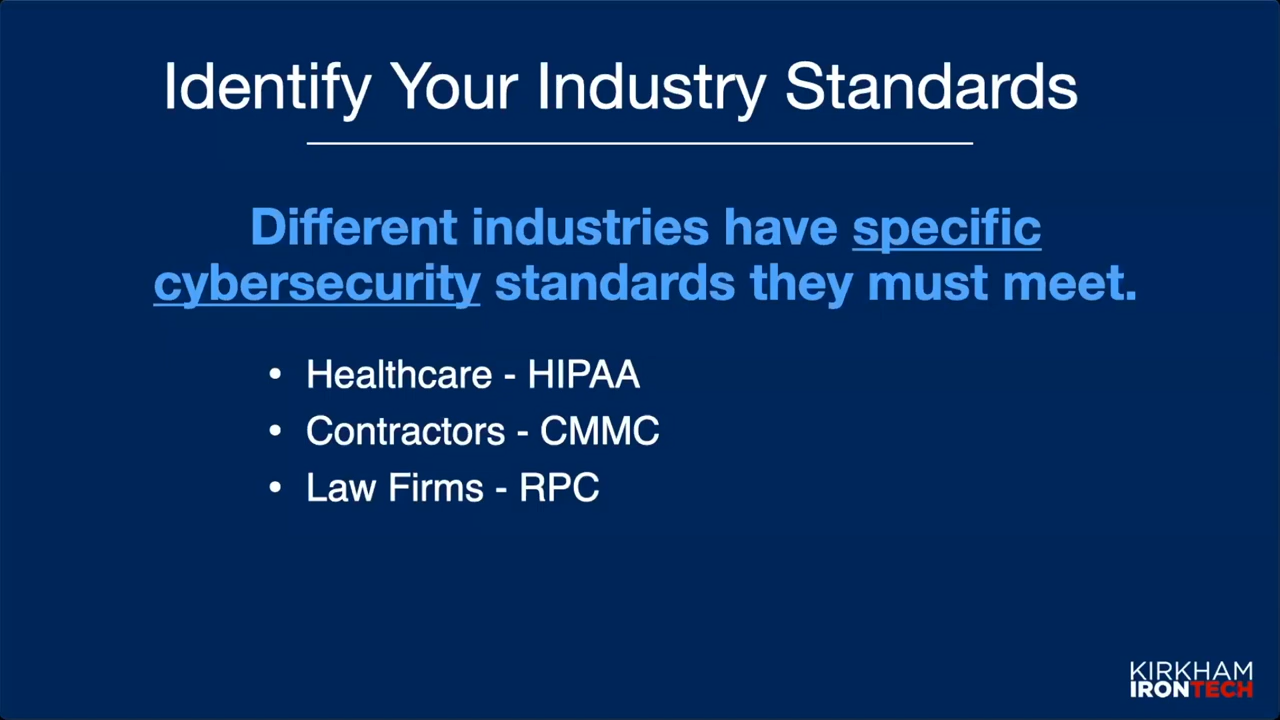 Identify Your Industry Standards
Different industries have specific
cybersecurity standards they must meet.
• Healthcare - HIPAA
• Contractors - CMMC
• Law Firms - RPC
KIRKHAM
IRONTECH